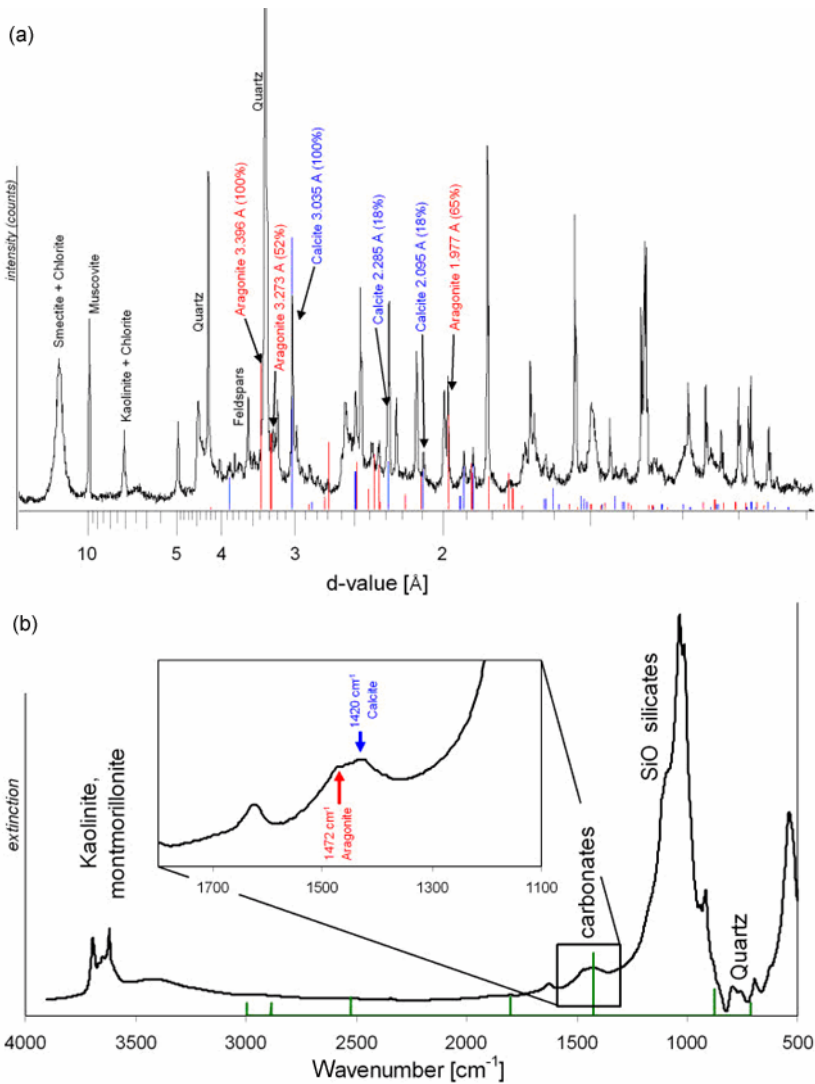 (a)
intensity (counts)
Smectite + Chlorite
Muscovite
Kaolinite + Chlorite
Quartz
Feldspars
Aragonite 3.396 A (100%)
Quartz
Aragonite 3.273 A (52%)
Calcite 3.035 A (100%)
Calcite 2.285 A (18%)
Calcite 2.095 A (18%)
Aragonite 1.977 A (65%)
10 5 4 3 2
d-value [Å]
(b)
extinction
Kaolinite,
montmorillonite
1472 cm⁻¹
Aragonite
1420 cm⁻¹
Calcite
1700 1500 1300 1100
carbonates
SiO silicates
Quartz
4000 3500 3000 2500 2000 1500 1000 500
Wavenumber [cm⁻¹]